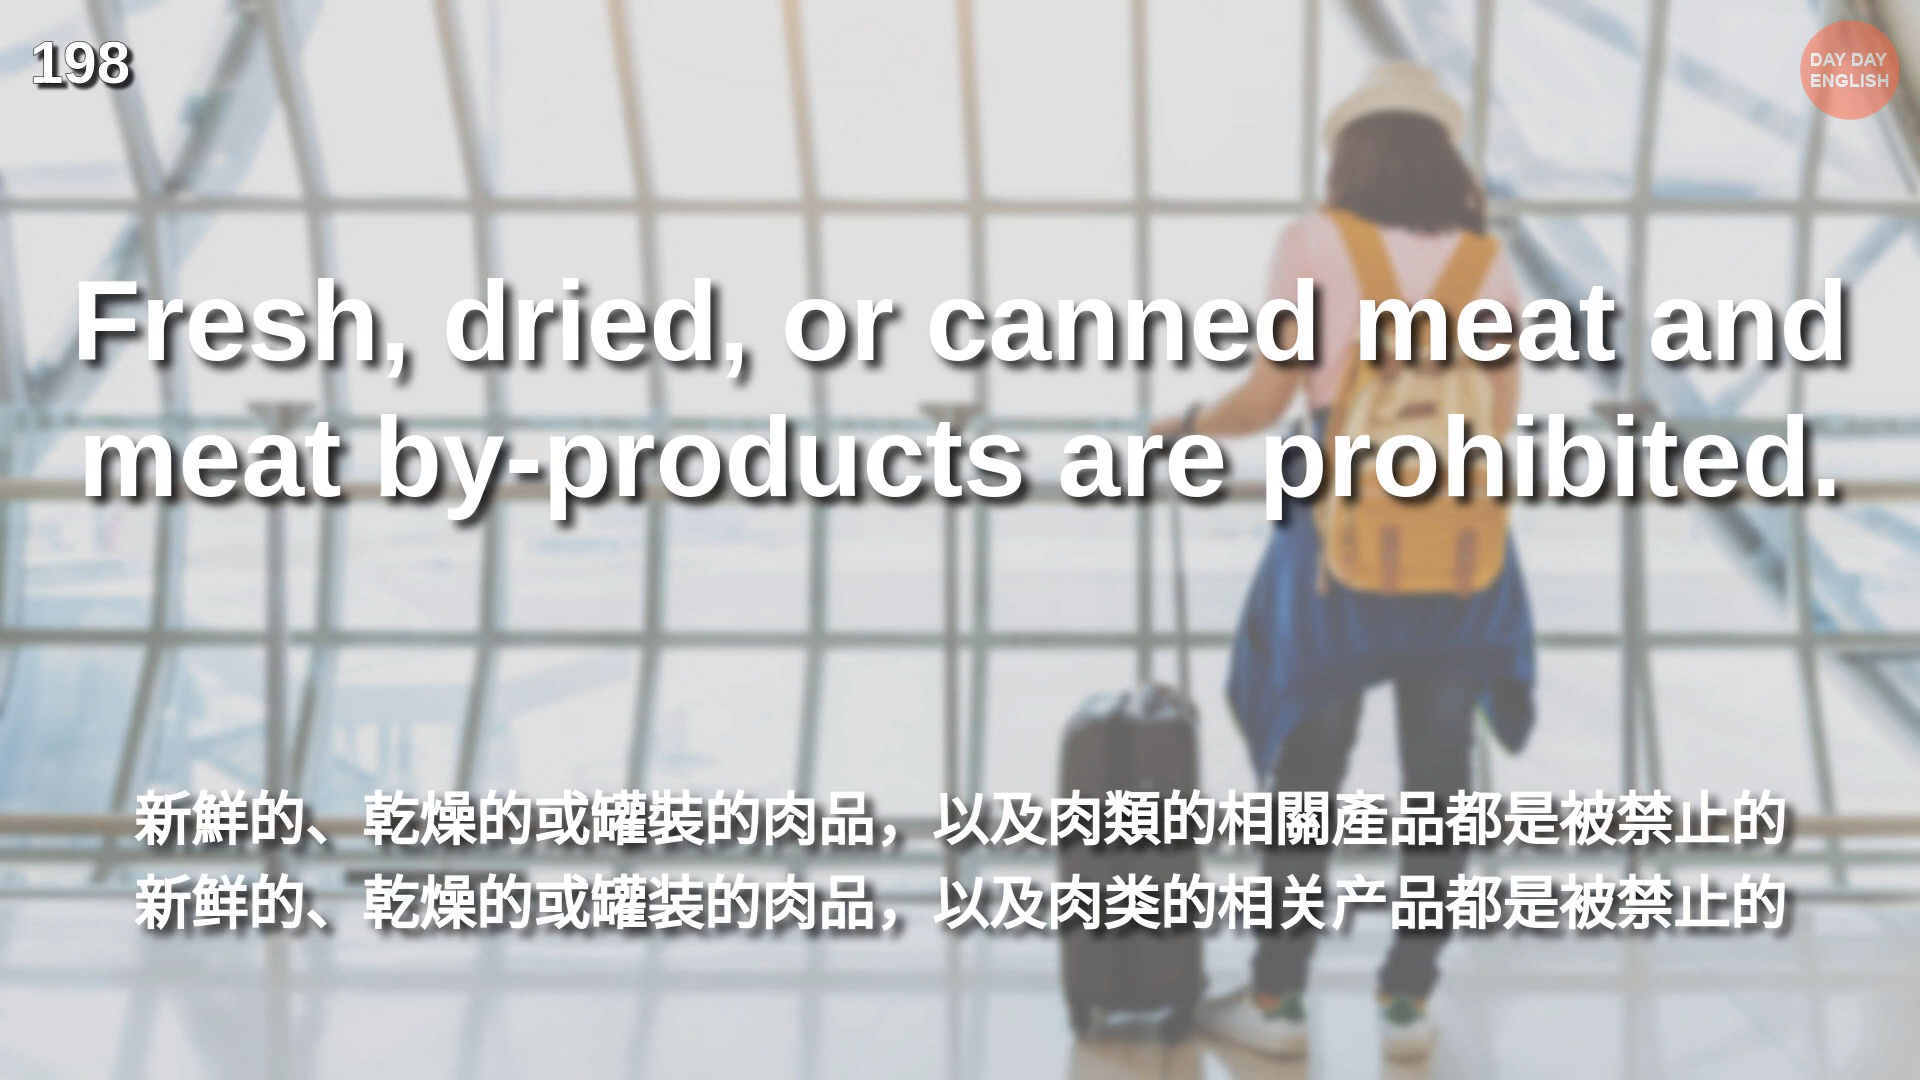 198
DAY DAY
ENGLISH
Fresh, dried, or canned meat and
meat by-products are prohibited.
新鮮的、乾燥的或罐裝的肉品，以及肉類的相關產品都是被禁止的
新鲜的、乾燥的或罐装的肉品，以及肉类的相关产品都是被禁止的